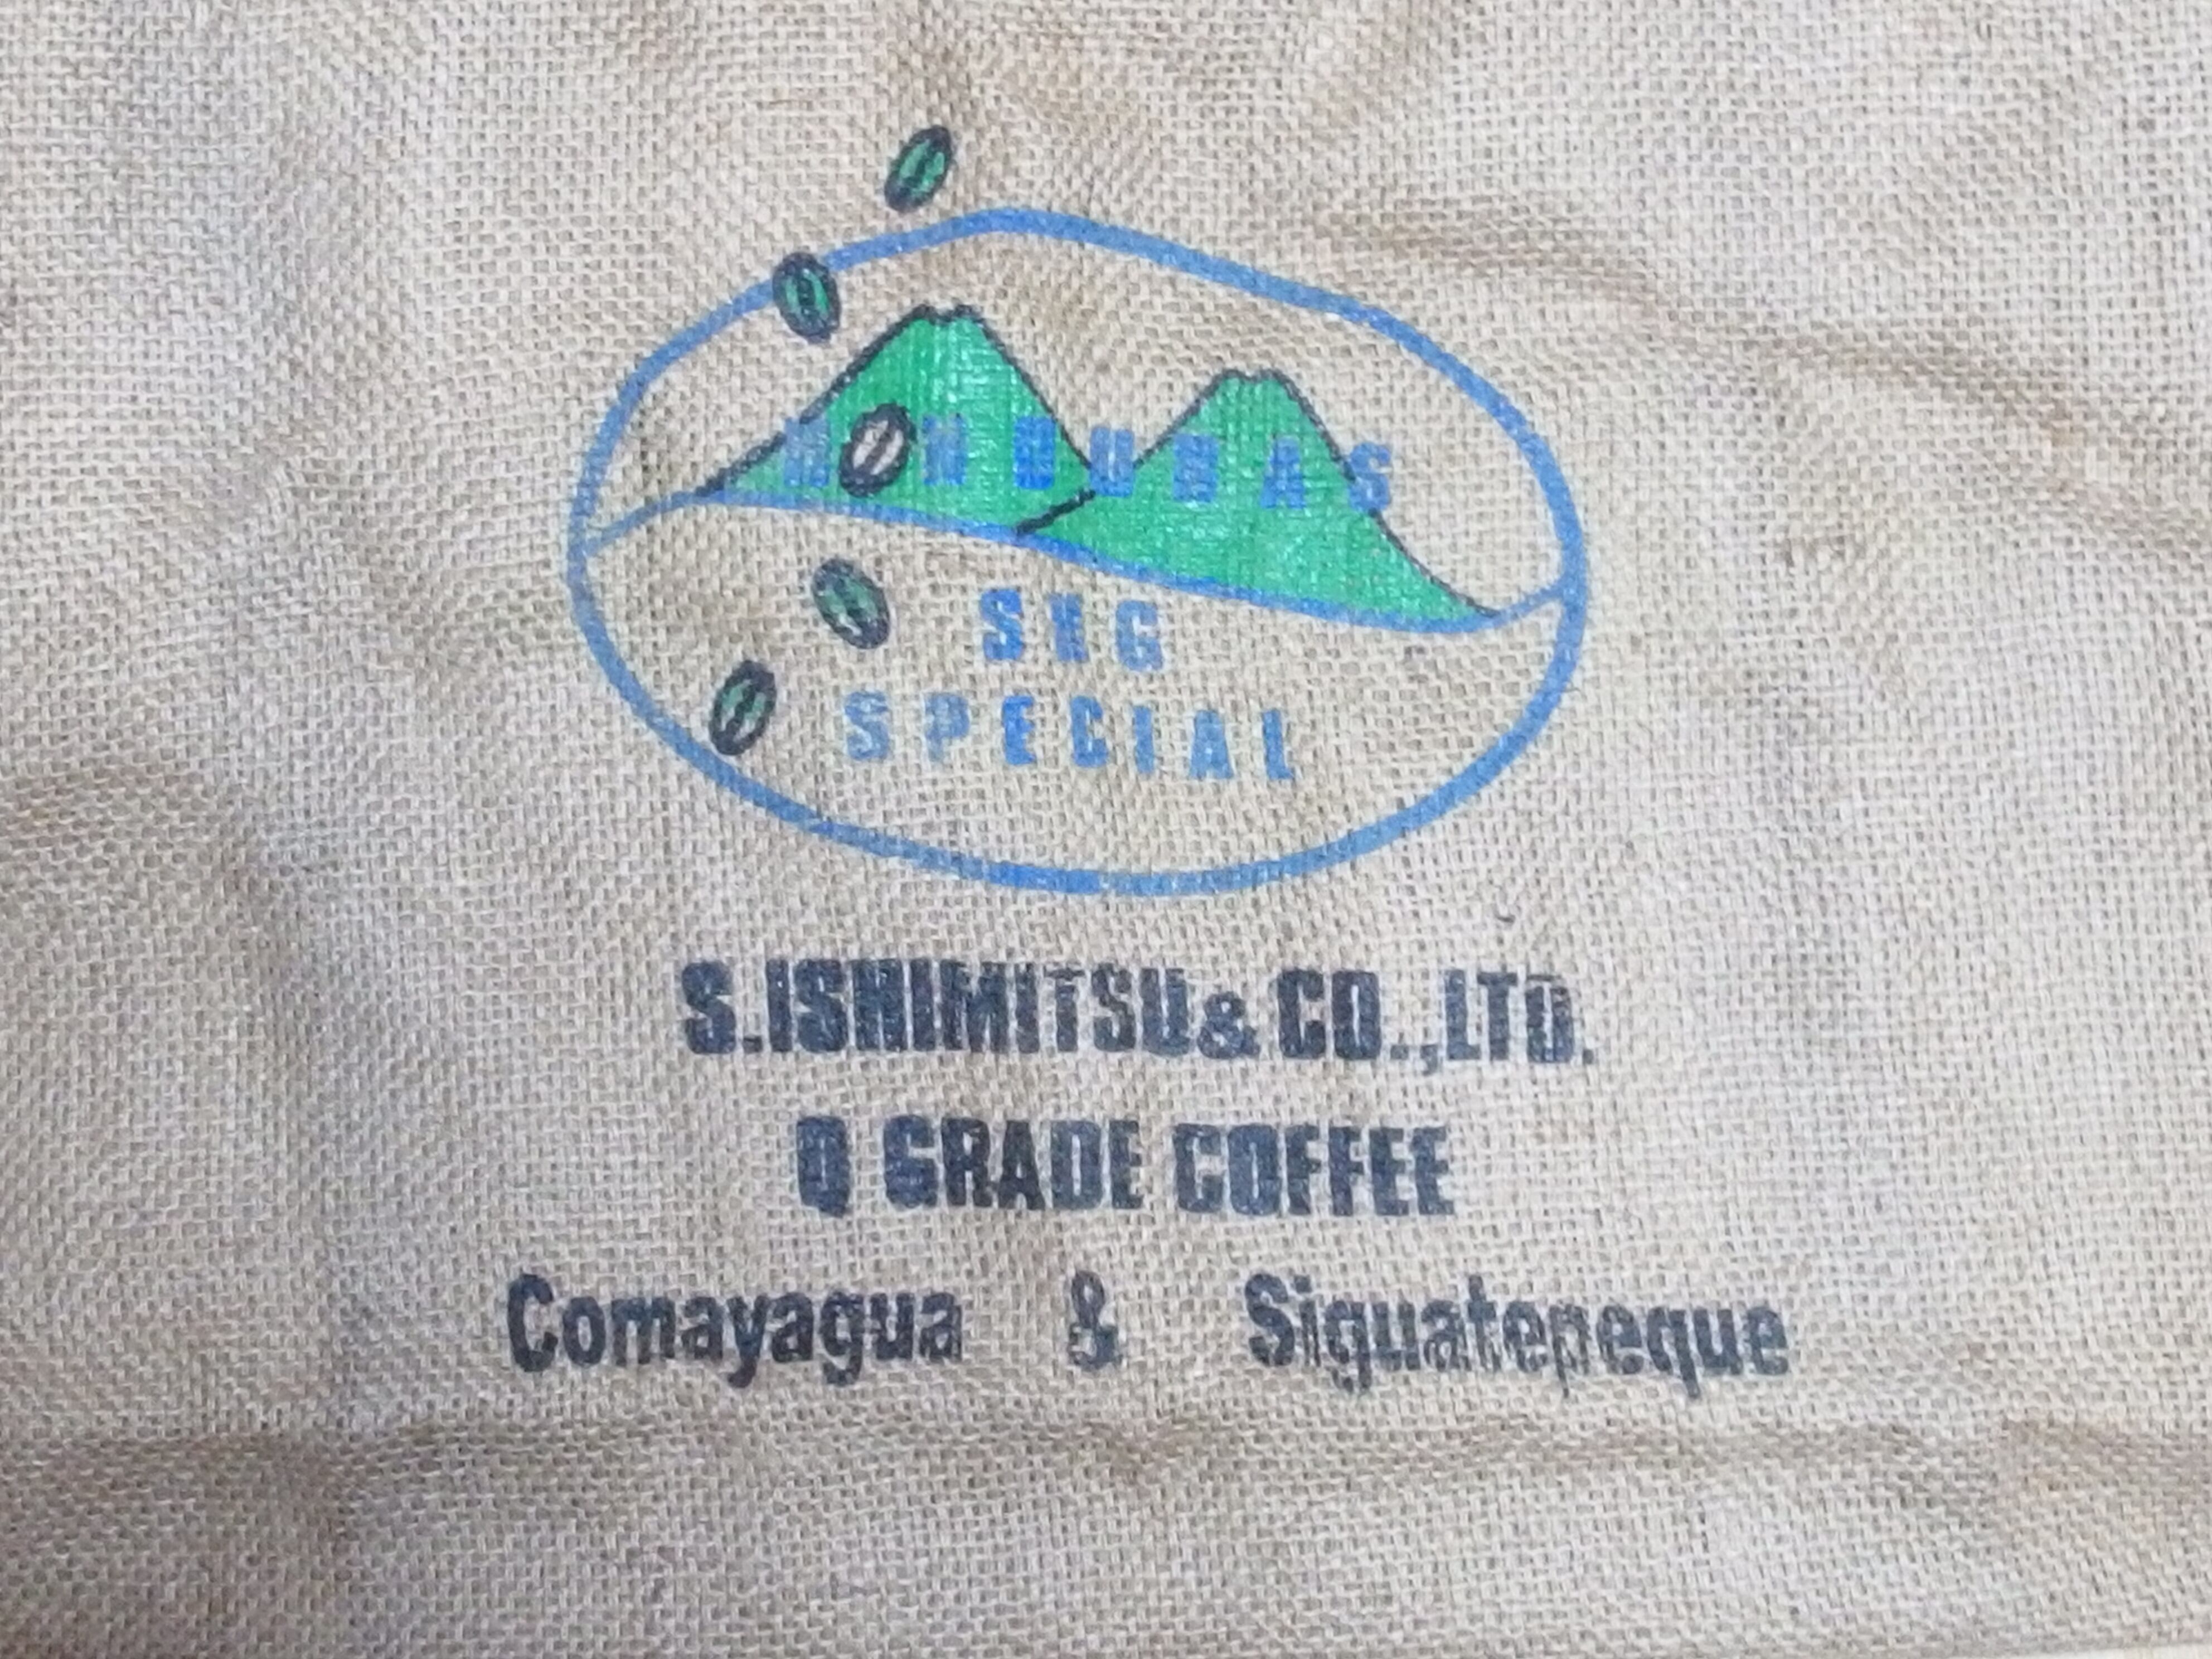 HONDURAS
SHG
SPECIAL
S.ISHIMITSU & CO.,LTD.
Q GRADE COFFEE
Comayagua & Siguatepeque